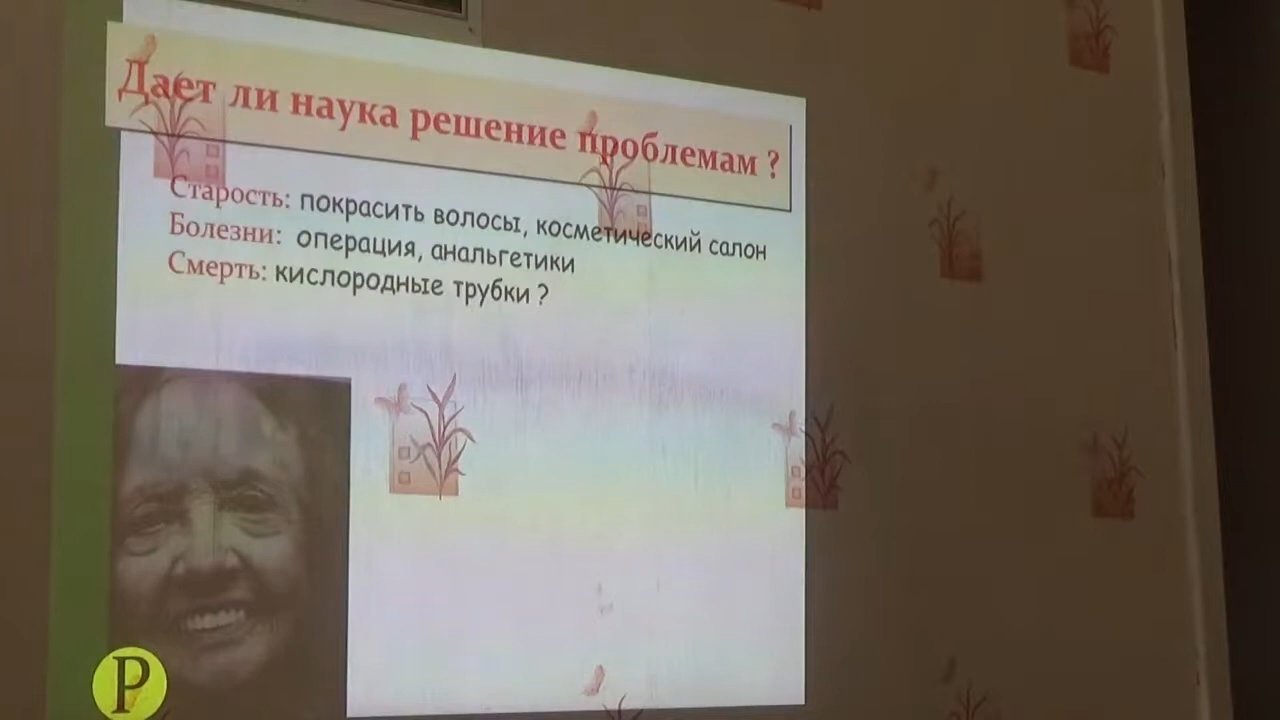 Дает ли наука решение проблемам ?
Старость: покрасить волосы, косметический салон
Болезни: операция, анальгетики
Смерть: кислородные трубки ?
P